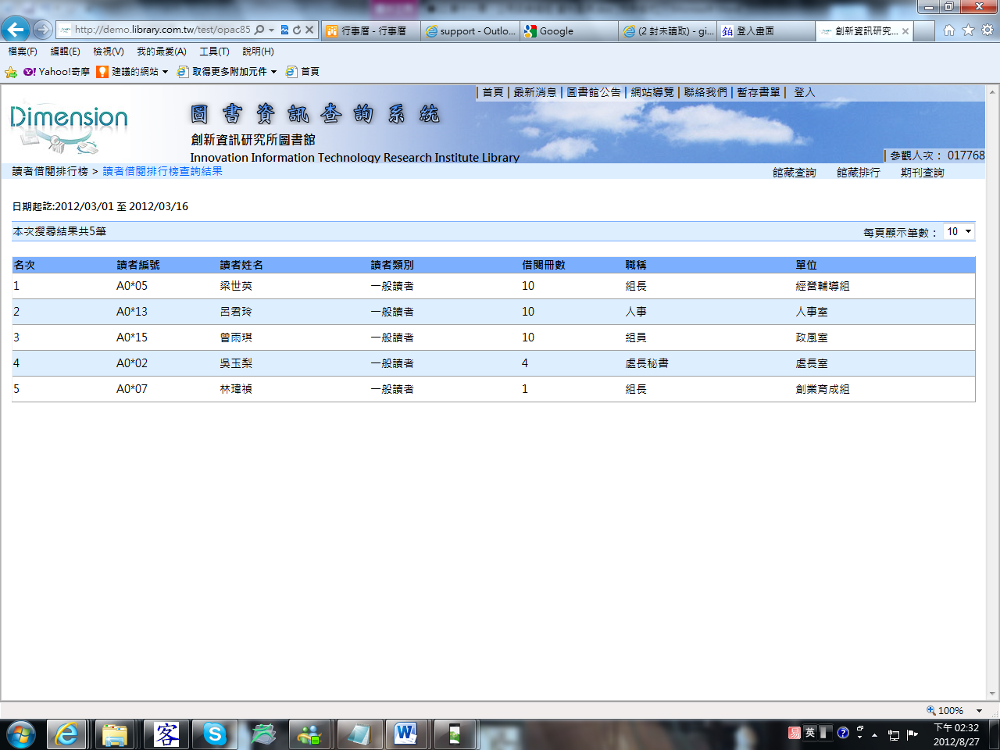 http://demo.library.com.tw/test/opac85
行事曆 - 行事曆
support - Outlo...
Google
(2 封未讀取) - gi...
登入畫面
創新資訊研究...
檔案(F) 編輯(E) 檢視(V) 我的最愛(A) 工具(T) 說明(H)
Yahoo!奇摩 建議的網站 取得更多附加元件 首頁
| 首頁 | 最新消息 | 圖書館公告 | 網站導覽 | 聯絡我們 | 暫存書單 | 登入
Dimension
圖書資訊查詢系統
創新資訊研究所圖書館
Innovation Information Technology Research Institute Library
| 參觀人次： 017768
讀者借閱排行榜 > 讀者借閱排行榜查詢結果
館藏查詢 館藏排行 期刊查詢
日期起訖:2012/03/01 至 2012/03/16
本次搜尋結果共5筆
每頁顯示筆數： 10
名次 讀者編號 讀者姓名 讀者類別 借閱冊數 職稱 單位
1 A0*05 梁世英 一般讀者 10 組長 經營輔導組
2 A0*13 呂君玲 一般讀者 10 人事 人事室
3 A0*15 曾雨琪 一般讀者 10 組員 政風室
4 A0*02 吳玉梨 一般讀者 4 處長秘書 處長室
5 A0*07 林瑋禎 一般讀者 1 組長 創業育成組
100%
客
英
下午 02:32
2012/8/27